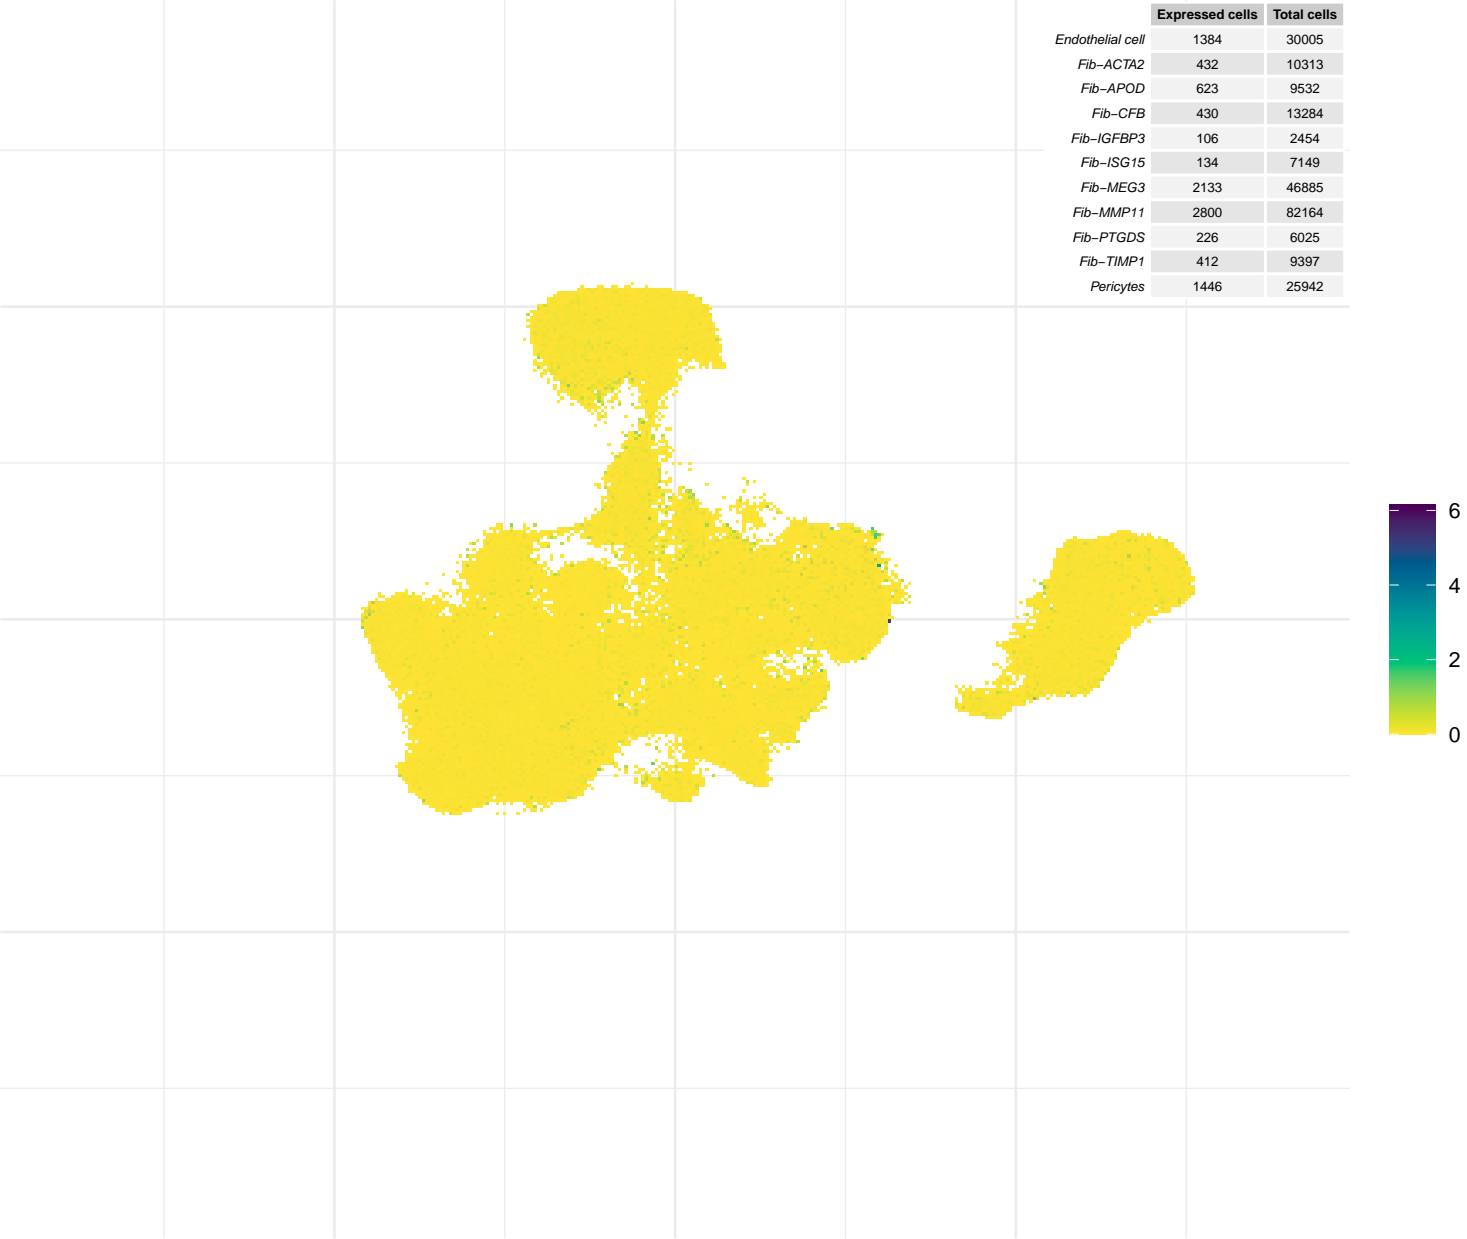 Expressed cells Total cells
Endothelial cell 1384 30005
Fib−ACTA2 432 10313
Fib−APOD 623 9532
Fib−CFB 430 13284
Fib−IGFBP3 106 2454
Fib−ISG15 134 7149
Fib−MEG3 2133 46885
Fib−MMP11 2800 82164
Fib−PTGDS 226 6025
Fib−TIMP1 412 9397
Pericytes 1446 25942
6
4
2
0